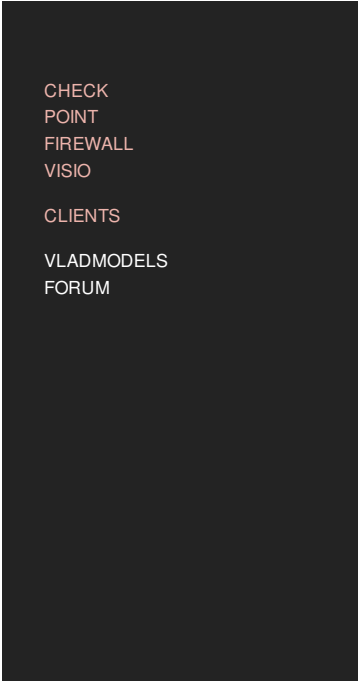 CHECK
POINT
FIREWALL
VISIO
CLIENTS
VLADMODELS
FORUM